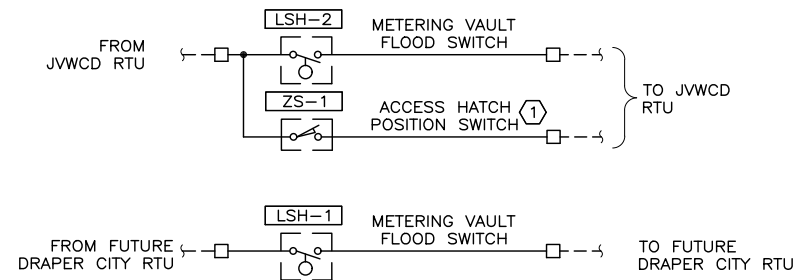 LSH-2
FROM
JVWCD RTU
METERING VAULT
FLOOD SWITCH
ZS-1
ACCESS HATCH
POSITION SWITCH
1
TO JVWCD
RTU
LSH-1
FROM FUTURE
DRAPER CITY RTU
METERING VAULT
FLOOD SWITCH
TO FUTURE
DRAPER CITY RTU